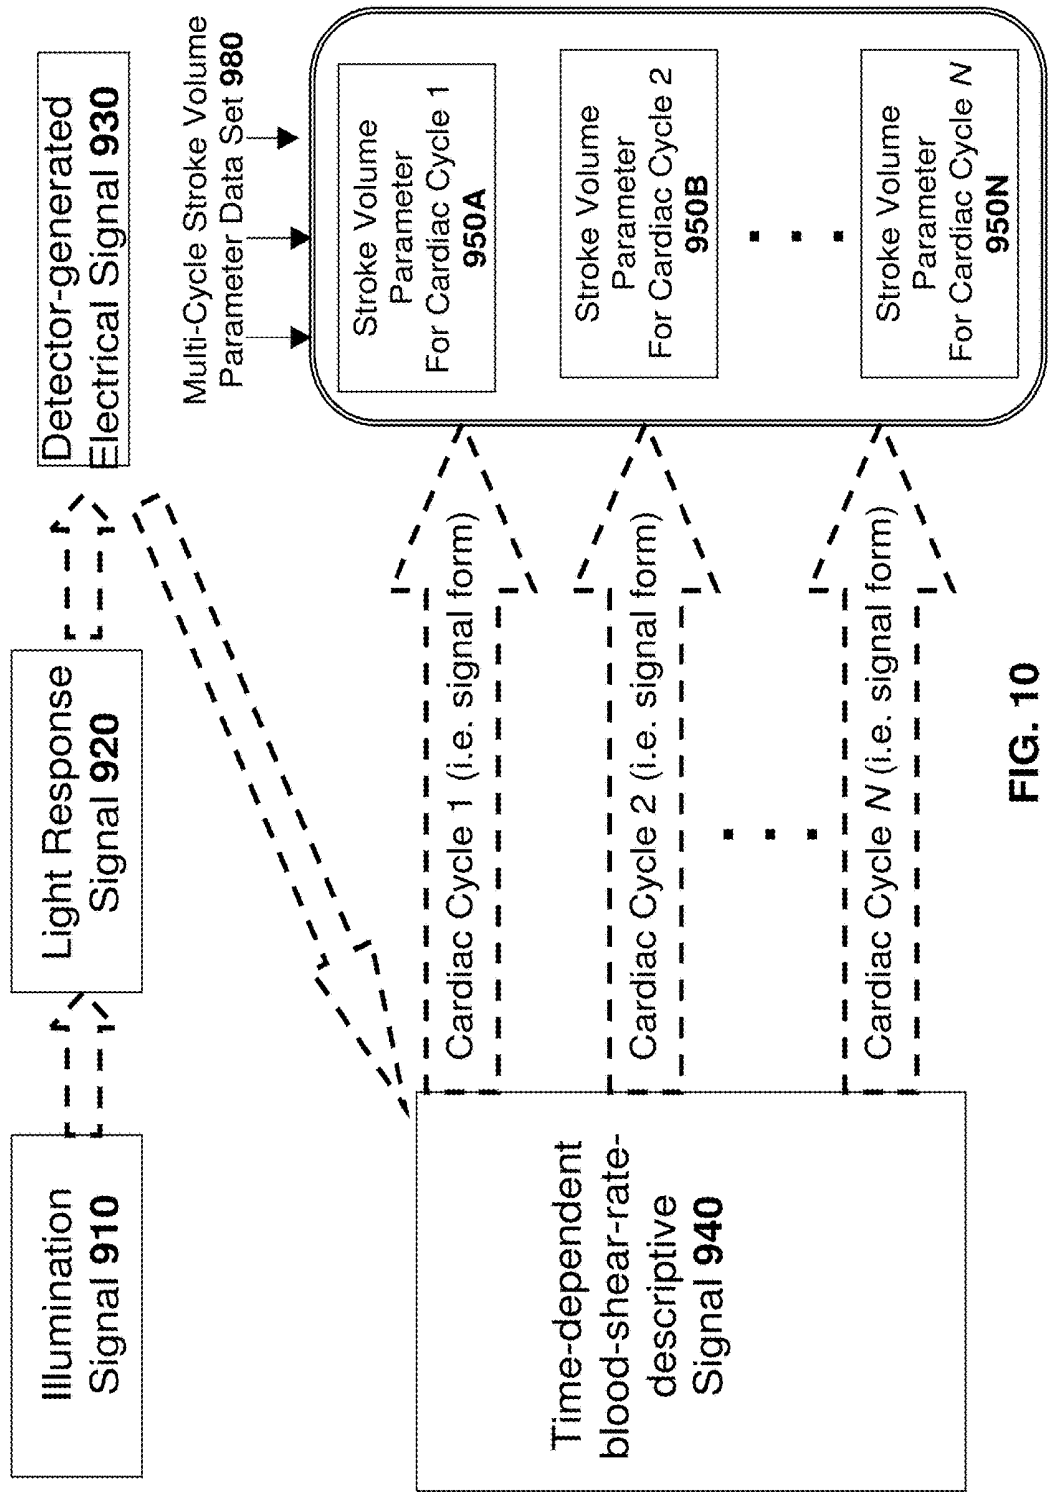 Illumination
Signal 910
Light Response
Signal 920
Detector-generated
Electrical Signal 930
Multi-Cycle Stroke Volume
Parameter Data Set 980
Time-dependent
blood-shear-rate-
descriptive
Signal 940
Cardiac Cycle 1 (i.e. signal form)
Stroke Volume
Parameter
For Cardiac Cycle 1
950A
Cardiac Cycle 2 (i.e. signal form)
Stroke Volume
Parameter
For Cardiac Cycle 2
950B
Cardiac Cycle N (i.e. signal form)
Stroke Volume
Parameter
For Cardiac Cycle N
950N
FIG. 10